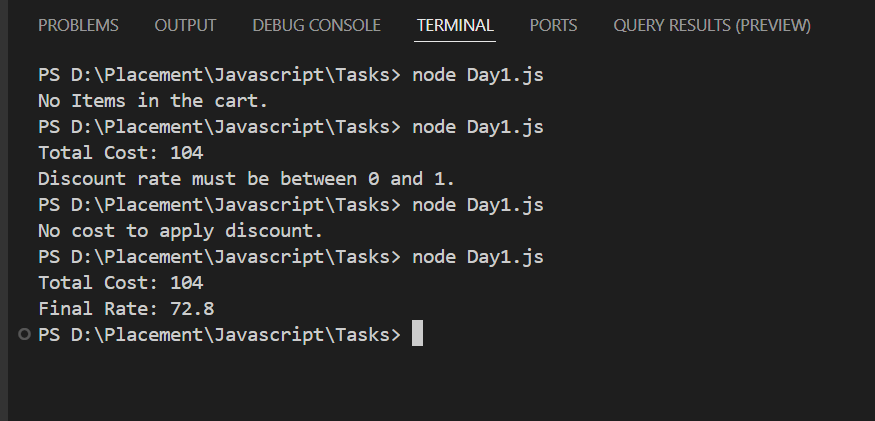 PROBLEMS OUTPUT DEBUG CONSOLE TERMINAL PORTS QUERY RESULTS (PREVIEW)
PS D:\Placement\Javascript\Tasks> node Day1.js
No Items in the cart.
PS D:\Placement\Javascript\Tasks> node Day1.js
Total Cost: 104
Discount rate must be between 0 and 1.
PS D:\Placement\Javascript\Tasks> node Day1.js
No cost to apply discount.
PS D:\Placement\Javascript\Tasks> node Day1.js
Total Cost: 104
Final Rate: 72.8
PS D:\Placement\Javascript\Tasks>